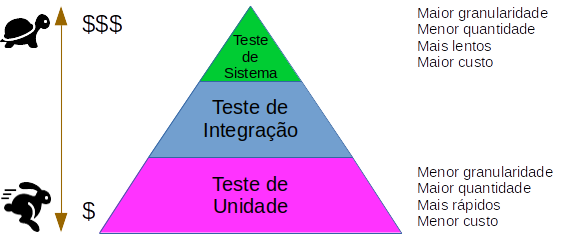 $$$
Teste
de
Sistema
Maior granularidade
Menor quantidade
Mais lentos
Maior custo
Teste de
Integração
Teste de
Unidade
$
Menor granularidade
Maior quantidade
Mais rápidos
Menor custo